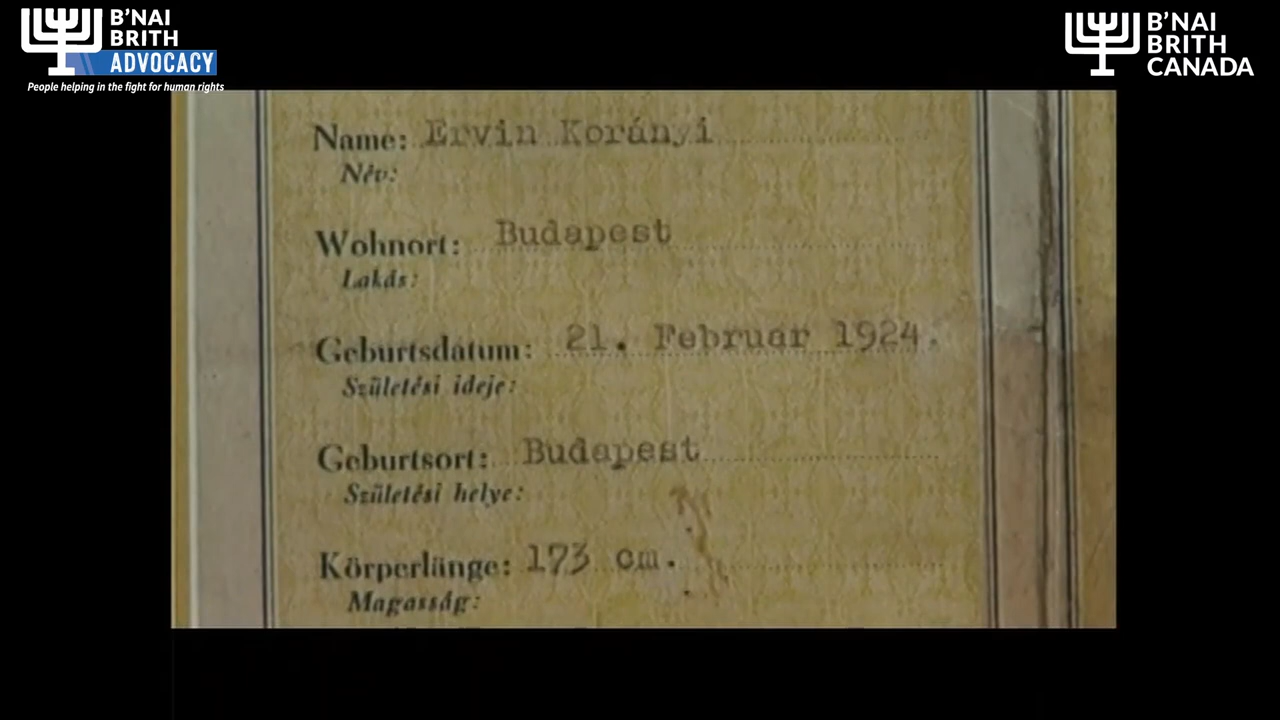 B'NAI
BRITH
ADVOCACY
People helping in the fight for human rights
B'NAI
BRITH
CANADA
Name: Ervin Korányi
Név:
Wohnort: Budapest
Lakás:
Geburtsdatum: 21. Februar 1924.
Születési ideje:
Geburtsort: Budapest
Születési helye:
Körperlänge: 173 cm.
Magasság: